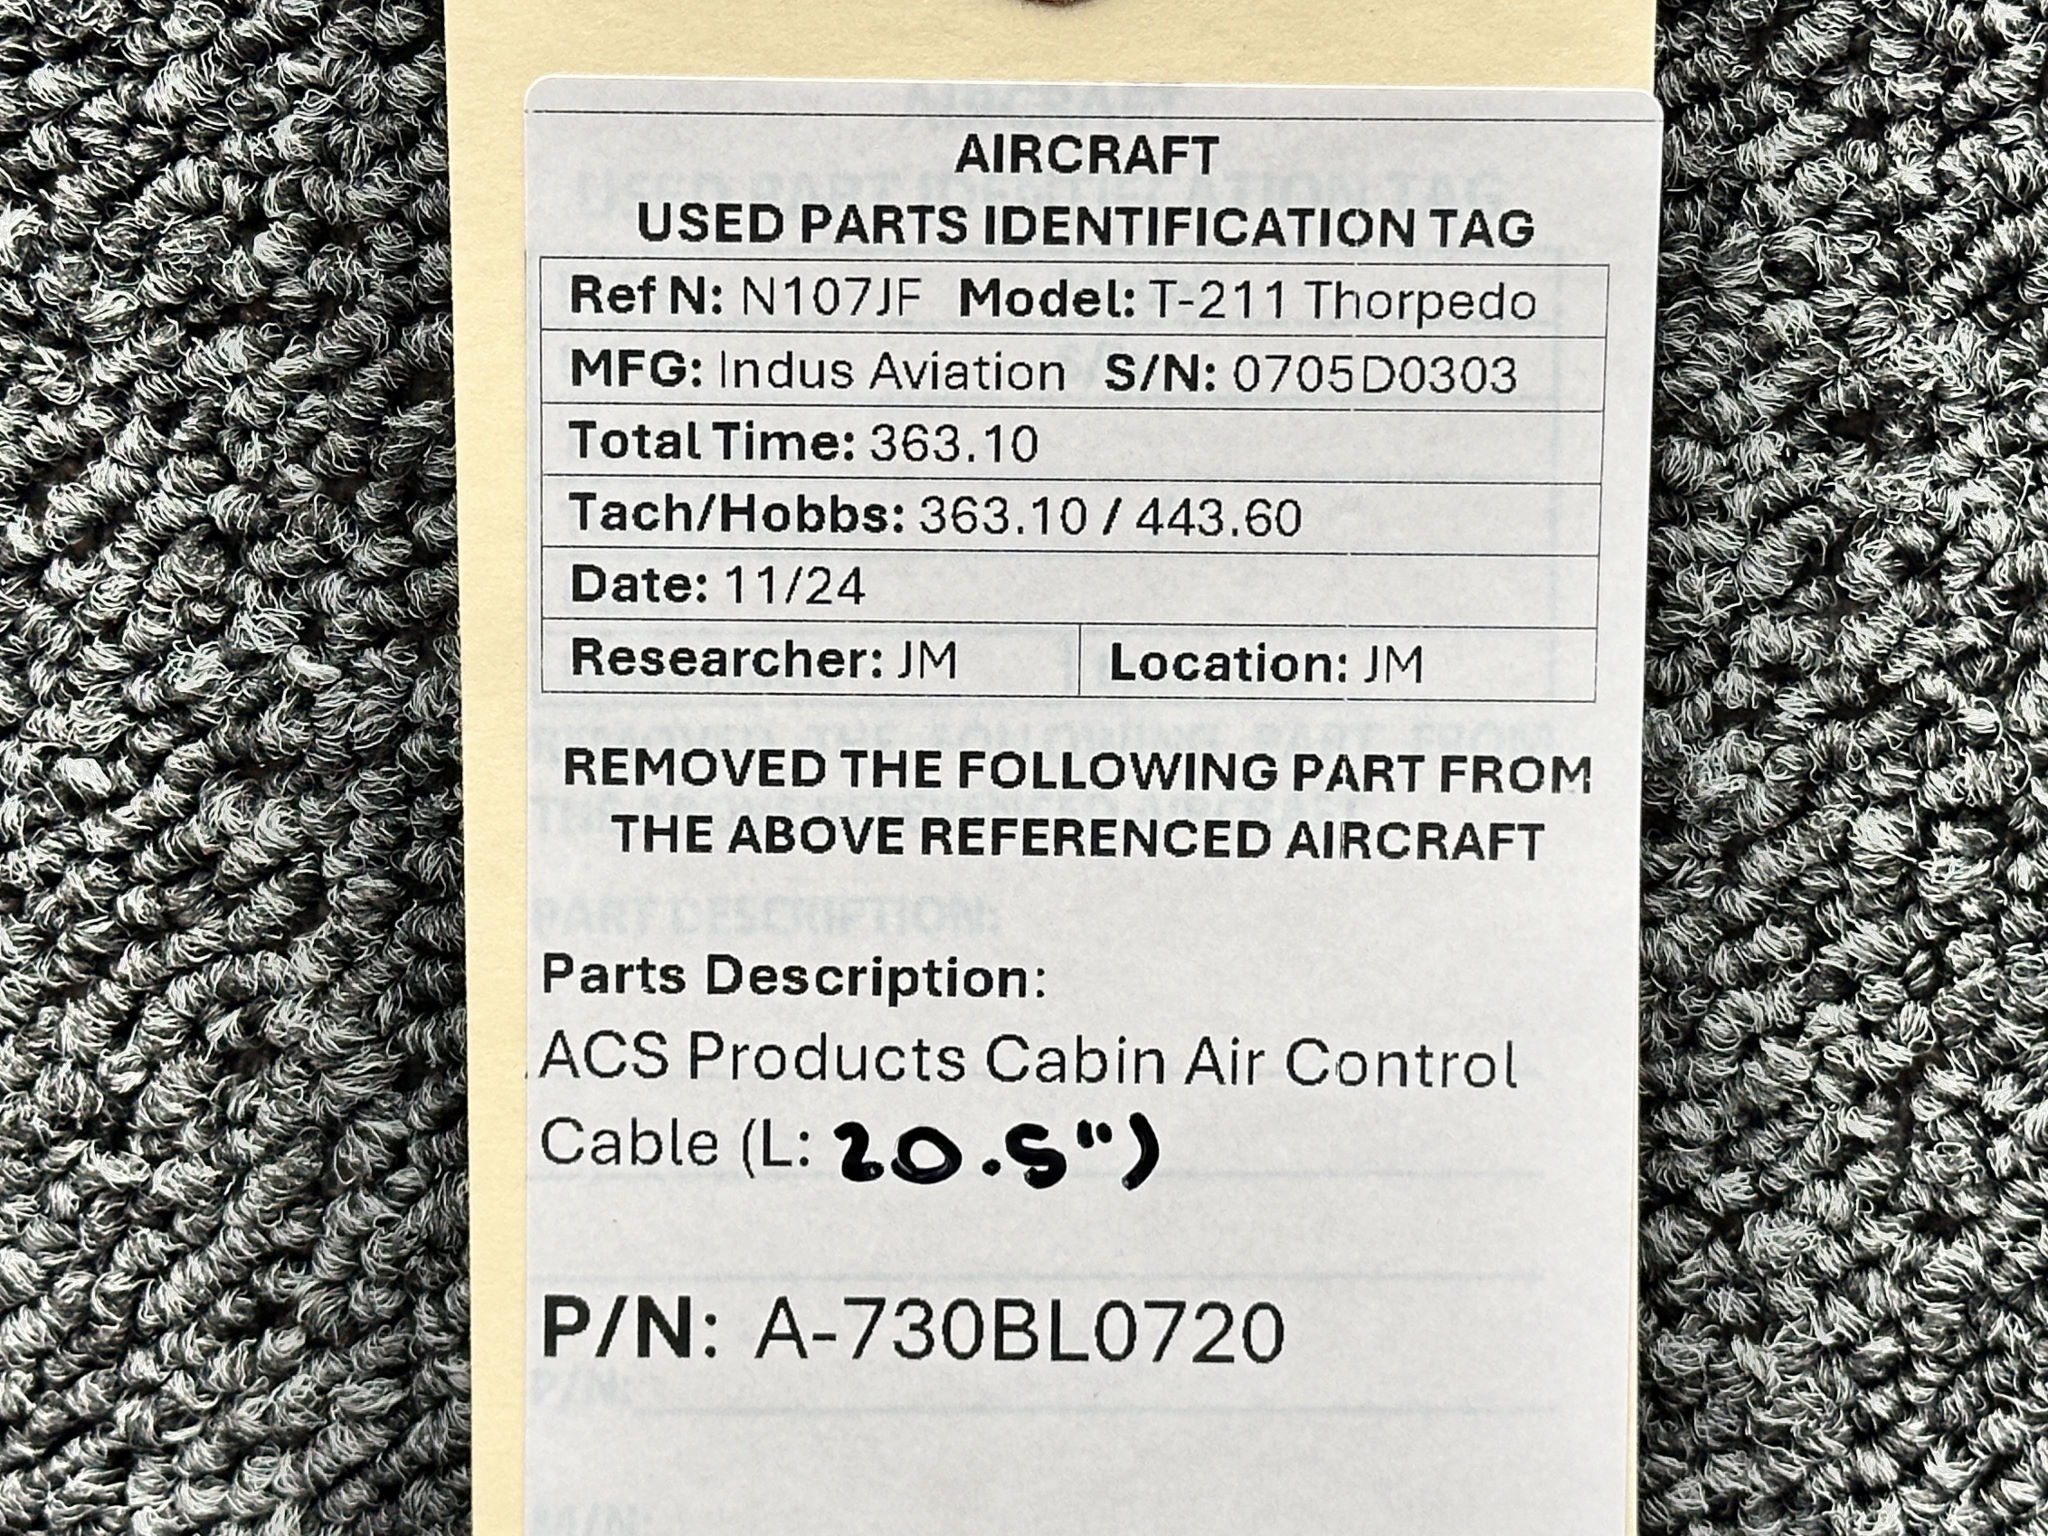 AIRCRAFT
USED PARTS IDENTIFICATION TAG
Ref N: N107JF Model: T-211 Thorpedo
MFG: Indus Aviation S/N: 0705D0303
Total Time: 363.10
Tach/Hobbs: 363.10 / 443.60
Date: 11/24
Researcher: JM Location: JM
REMOVED THE FOLLOWING PART FROM
THE ABOVE REFERENCED AIRCRAFT
Parts Description:
ACS Products Cabin Air Control
Cable (L: 20.5")
P/N: A-730BL0720